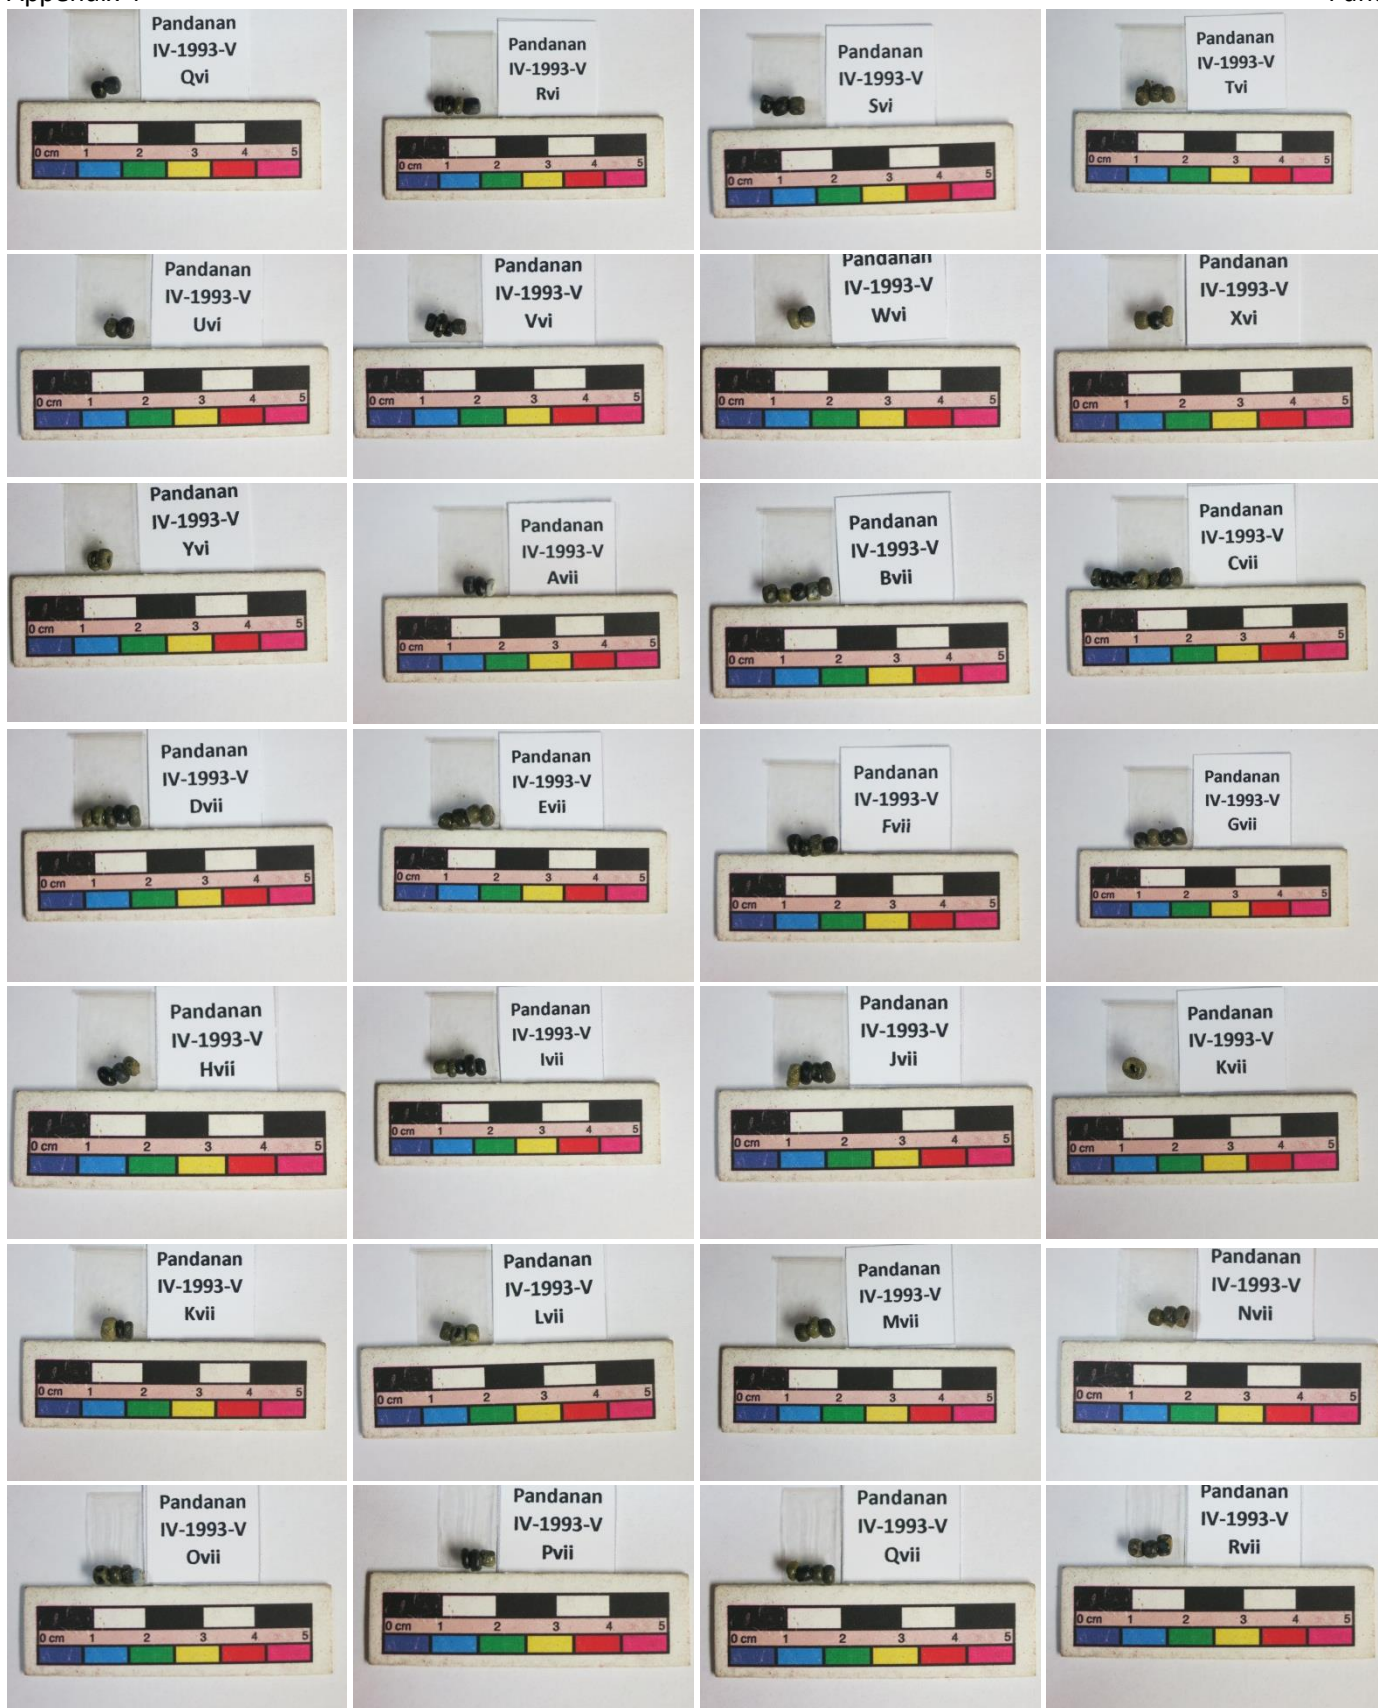 Pandanan
IV-1993-V
Qvi
0 cm 1 2 3 4 5
Pandanan
IV-1993-V
Rvi
0 cm 1 2 3 4 5
Pandanan
IV-1993-V
Svi
0 cm 1 2 3 4 5
Pandanan
IV-1993-V
Tvi
0 cm 1 2 3 4 5
Pandanan
IV-1993-V
Uvi
0 cm 1 2 3 4 5
Pandanan
IV-1993-V
Vvi
0 cm 1 2 3 4 5
Pandanan
IV-1993-V
Wvi
0 cm 1 2 3 4 5
Pandanan
IV-1993-V
Xvi
0 cm 1 2 3 4 5
Pandanan
IV-1993-V
Yvi
0 cm 1 2 3 4 5
Pandanan
IV-1993-V
Avii
0 cm 1 2 3 4 5
Pandanan
IV-1993-V
Bvii
0 cm 1 2 3 4 5
Pandanan
IV-1993-V
Cvii
0 cm 1 2 3 4 5
Pandanan
IV-1993-V
Dvii
0 cm 1 2 3 4 5
Pandanan
IV-1993-V
Evii
0 cm 1 2 3 4 5
Pandanan
IV-1993-V
Fvii
0 cm 1 2 3 4 5
Pandanan
IV-1993-V
Gvii
0 cm 1 2 3 4 5
Pandanan
IV-1993-V
Hvii
0 cm 1 2 3 4 5
Pandanan
IV-1993-V
Ivii
0 cm 1 2 3 4 5
Pandanan
IV-1993-V
Jvii
0 cm 1 2 3 4 5
Pandanan
IV-1993-V
Kvii
0 cm 1 2 3 4 5
Pandanan
IV-1993-V
Kvii
0 cm 1 2 3 4 5
Pandanan
IV-1993-V
Lvii
0 cm 1 2 3 4 5
Pandanan
IV-1993-V
Mvii
0 cm 1 2 3 4 5
Pandanan
IV-1993-V
Nvii
0 cm 1 2 3 4 5
Pandanan
IV-1993-V
Ovii
0 cm 1 2 3 4 5
Pandanan
IV-1993-V
Pvii
0 cm 1 2 3 4 5
Pandanan
IV-1993-V
Qvii
0 cm 1 2 3 4 5
Pandanan
IV-1993-V
Rvii
0 cm 1 2 3 4 5